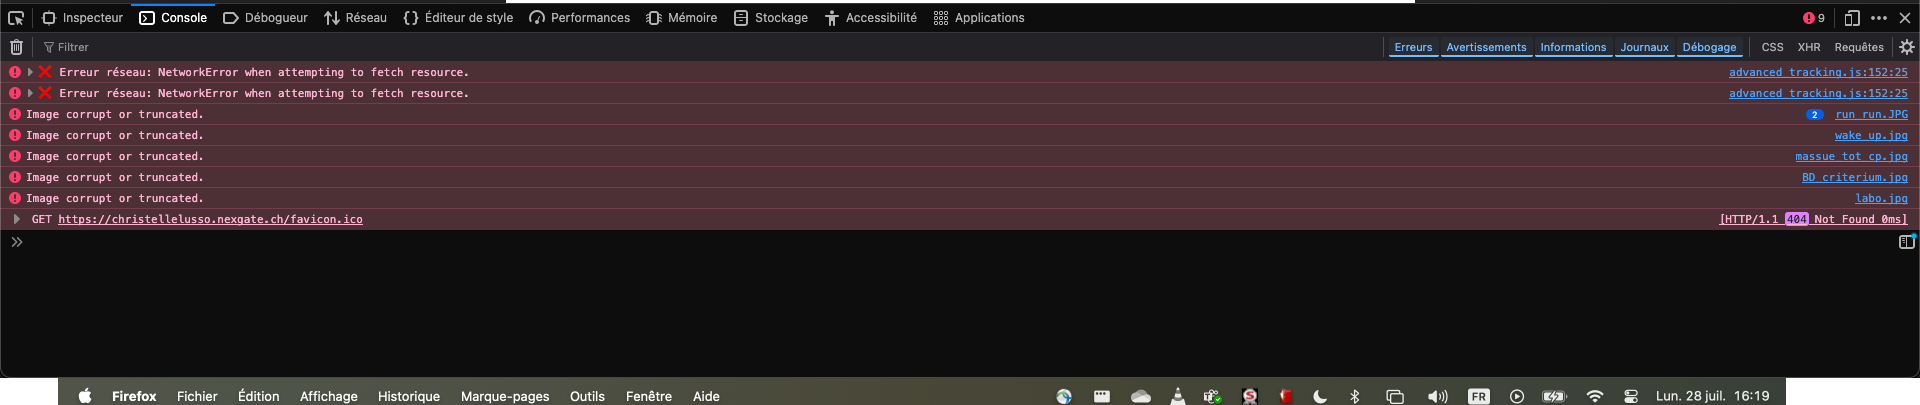 Inspecteur Console Débogueur Réseau Éditeur de style Performances Mémoire Stockage Accessibilité Applications 9
Filtrer Erreurs Avertissements Informations Journaux Débogage CSS XHR Requêtes
Erreur réseau: NetworkError when attempting to fetch resource. advanced_tracking.js:152:25
Erreur réseau: NetworkError when attempting to fetch resource. advanced_tracking.js:152:25
Image corrupt or truncated. 2 run_run.JPG
Image corrupt or truncated. wake_up.jpg
Image corrupt or truncated. massue_tot_cp.jpg
Image corrupt or truncated. BD_criterium.jpg
Image corrupt or truncated. labo.jpg
GET https://christellelusso.nexgate.ch/favicon.ico [HTTP/1.1 404 Not Found 0ms]
Firefox Fichier Édition Affichage Historique Marque-pages Outils Fenêtre Aide S FR Lun. 28 juil. 16:19